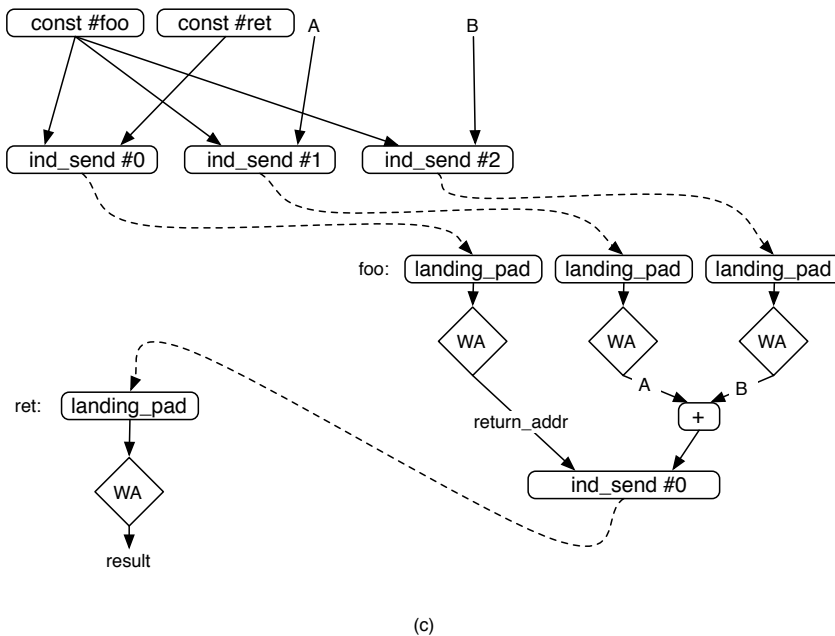 const #foo
const #ret
A
B
ind_send #0
ind_send #1
ind_send #2
foo:
landing_pad
landing_pad
landing_pad
WA
WA
WA
A
B
ret:
landing_pad
return_addr
+
WA
ind_send #0
result
(c)